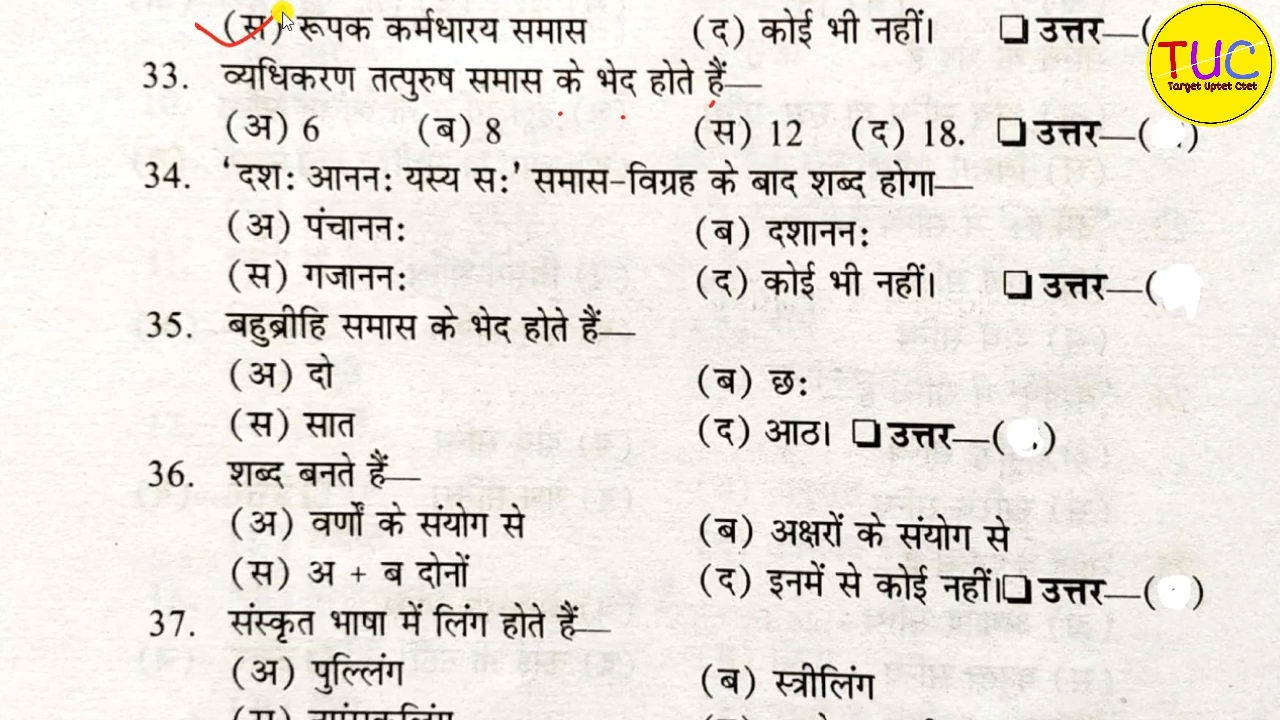 (स) रूपक कर्मधारय समास (द) कोई भी नहीं। ❑ उत्तर—(
TUC
Target Uptet Ctet
33. व्यधिकरण तत्पुरुष समास के भेद होते हैं—
(अ) 6 (ब) 8 (स) 12 (द) 18. ❑ उत्तर—( )
34. 'दशः आननः यस्य सः' समास-विग्रह के बाद शब्द होगा—
(अ) पंचाननः (ब) दशाननः
(स) गजाननः (द) कोई भी नहीं। ❑ उत्तर—(
35. बहुब्रीहि समास के भेद होते हैं—
(अ) दो (ब) छः
(स) सात (द) आठ। ❑ उत्तर—( )
36. शब्द बनते हैं—
(अ) वर्णों के संयोग से (ब) अक्षरों के संयोग से
(स) अ + ब दोनों (द) इनमें से कोई नहीं। ❑ उत्तर—( )
37. संस्कृत भाषा में लिंग होते हैं—
(अ) पुल्लिंग (ब) स्त्रीलिंग